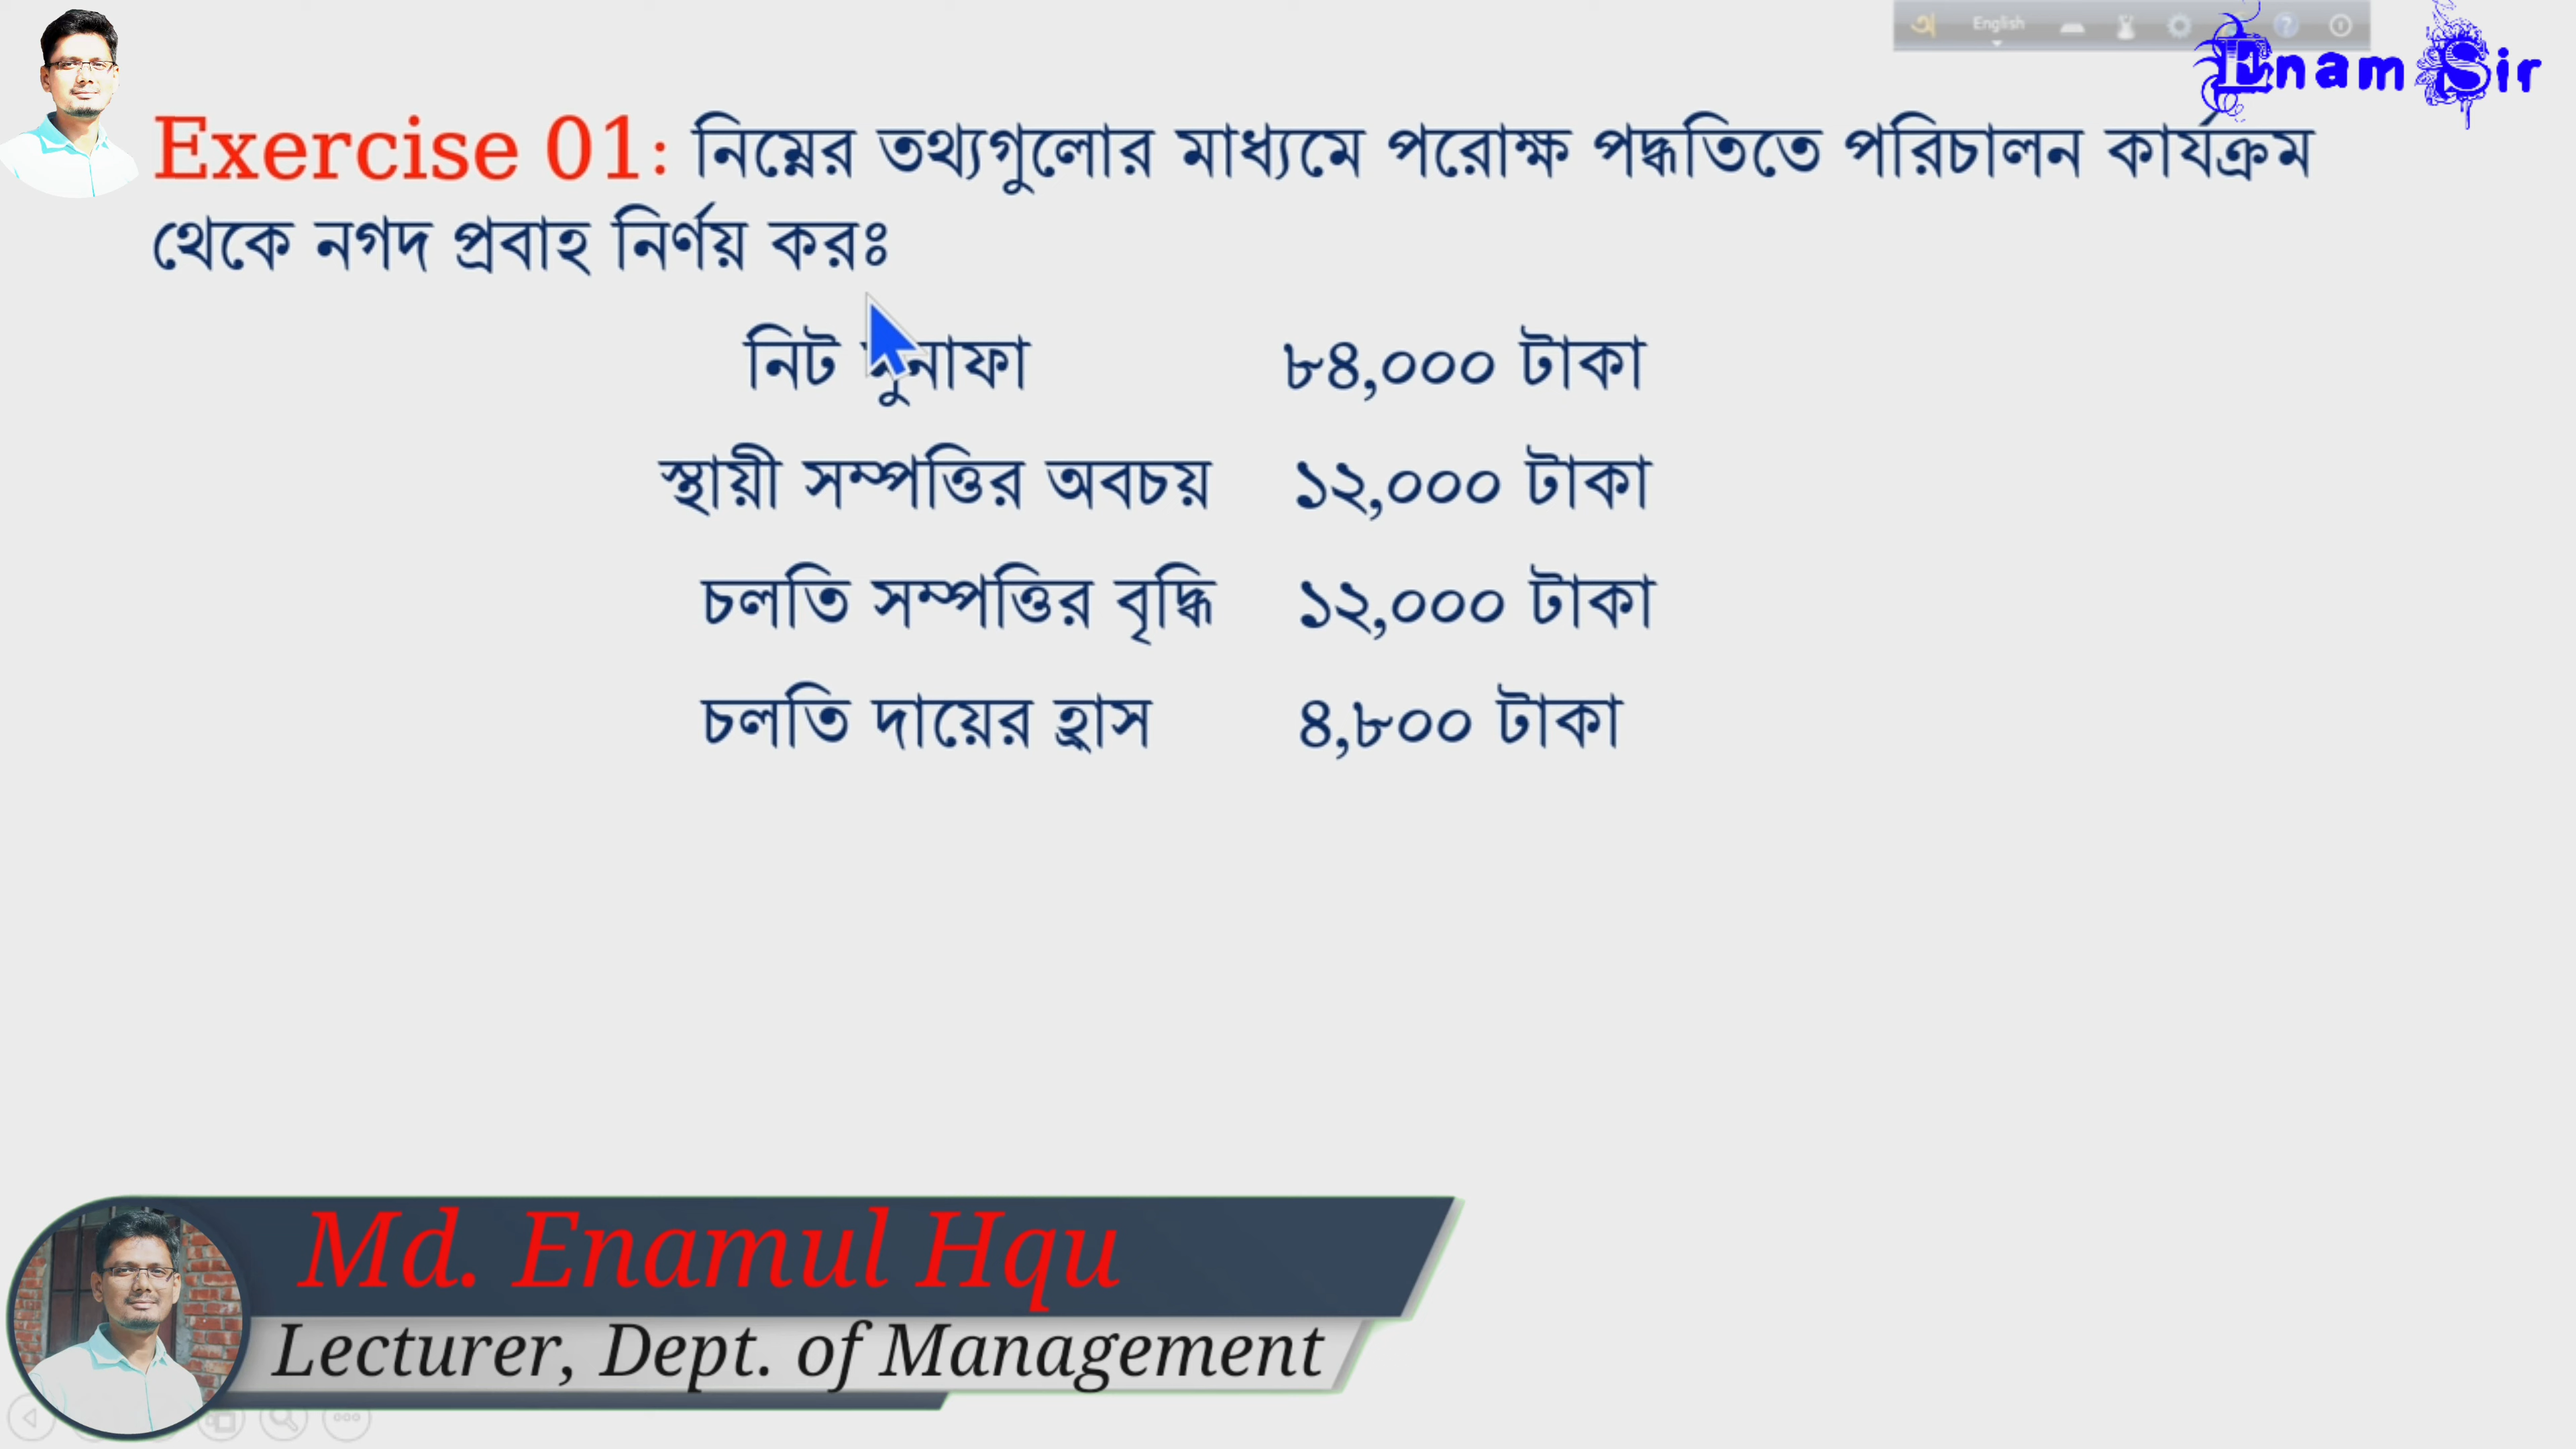 English
Enam Sir
Exercise 01: নিম্নের তথ্যগুলোর মাধ্যমে পরোক্ষ পদ্ধতিতে পরিচালন কার্যক্রম
থেকে নগদ প্রবাহ নির্ণয় করঃ
নিট মুনাফা ৮৪,০০০ টাকা
স্থায়ী সম্পত্তির অবচয় ১২,০০০ টাকা
চলতি সম্পত্তির বৃদ্ধি ১২,০০০ টাকা
চলতি দায়ের হ্রাস ৪,৮০০ টাকা
Md. Enamul Hqu
Lecturer, Dept. of Management